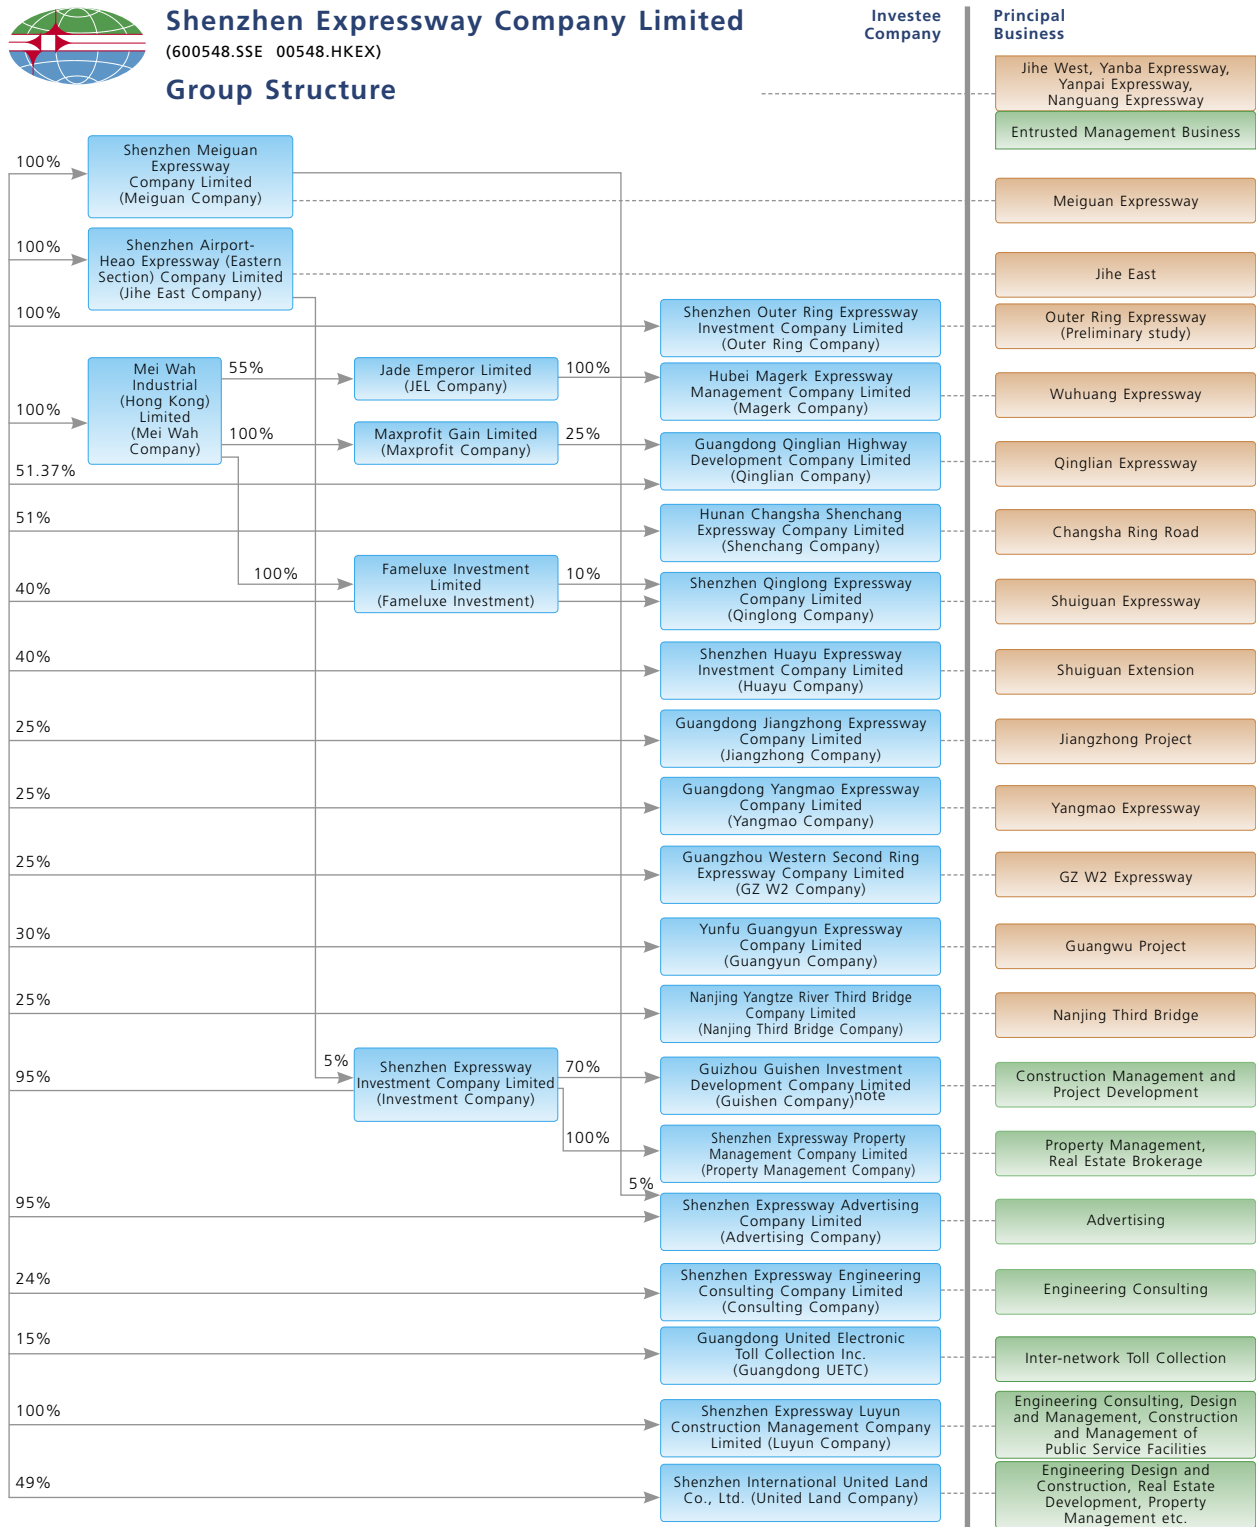 Shenzhen Expressway Company Limited
(600548.SSE 00548.HKEX)
Group Structure
Investee
Company
Principal
Business
Jihe West, Yanba Expressway,
Yanpai Expressway,
Nanguang Expressway
Entrusted Management Business
100%
Shenzhen Meiguan
Expressway
Company Limited
(Meiguan Company)
Meiguan Expressway
100%
Shenzhen Airport-
Heao Expressway (Eastern
Section) Company Limited
(Jihe East Company)
Jihe East
100%
Shenzhen Outer Ring Expressway
Investment Company Limited
(Outer Ring Company)
Outer Ring Expressway
(Preliminary study)
100%
Mei Wah
Industrial
(Hong Kong)
Limited
(Mei Wah
Company)
55%
Jade Emperor Limited
(JEL Company)
100%
Hubei Magerk Expressway
Management Company Limited
(Magerk Company)
Wuhuang Expressway
100%
Maxprofit Gain Limited
(Maxprofit Company)
25%
51.37%
Guangdong Qinglian Highway
Development Company Limited
(Qinglian Company)
Qinglian Expressway
51%
Hunan Changsha Shenchang
Expressway Company Limited
(Shenchang Company)
Changsha Ring Road
100%
Fameluxe Investment
Limited
(Fameluxe Investment)
10%
40%
Shenzhen Qinglong Expressway
Company Limited
(Qinglong Company)
Shuiguan Expressway
40%
Shenzhen Huayu Expressway
Investment Company Limited
(Huayu Company)
Shuiguan Extension
25%
Guangdong Jiangzhong Expressway
Company Limited
(Jiangzhong Company)
Jiangzhong Project
25%
Guangdong Yangmao Expressway
Company Limited
(Yangmao Company)
Yangmao Expressway
25%
Guangzhou Western Second Ring
Expressway Company Limited
(GZ W2 Company)
GZ W2 Expressway
30%
Yunfu Guangyun Expressway
Company Limited
(Guangyun Company)
Guangwu Project
25%
Nanjing Yangtze River Third Bridge
Company Limited
(Nanjing Third Bridge Company)
Nanjing Third Bridge
95%
5%
Shenzhen Expressway
Investment Company Limited
(Investment Company)
70%
Guizhou Guishen Investment
Development Company Limited
(Guishen Company)note
Construction Management and
Project Development
100%
Shenzhen Expressway Property
Management Company Limited
(Property Management Company)
Property Management,
Real Estate Brokerage
5%
95%
Shenzhen Expressway Advertising
Company Limited
(Advertising Company)
Advertising
24%
Shenzhen Expressway Engineering
Consulting Company Limited
(Consulting Company)
Engineering Consulting
15%
Guangdong United Electronic
Toll Collection Inc.
(Guangdong UETC)
Inter-network Toll Collection
100%
Shenzhen Expressway Luyun
Construction Management Company
Limited (Luyun Company)
Engineering Consulting, Design
and Management, Construction
and Management of
Public Service Facilities
49%
Shenzhen International United Land
Co., Ltd. (United Land Company)
Engineering Design and
Construction, Real Estate
Development, Property
Management etc.